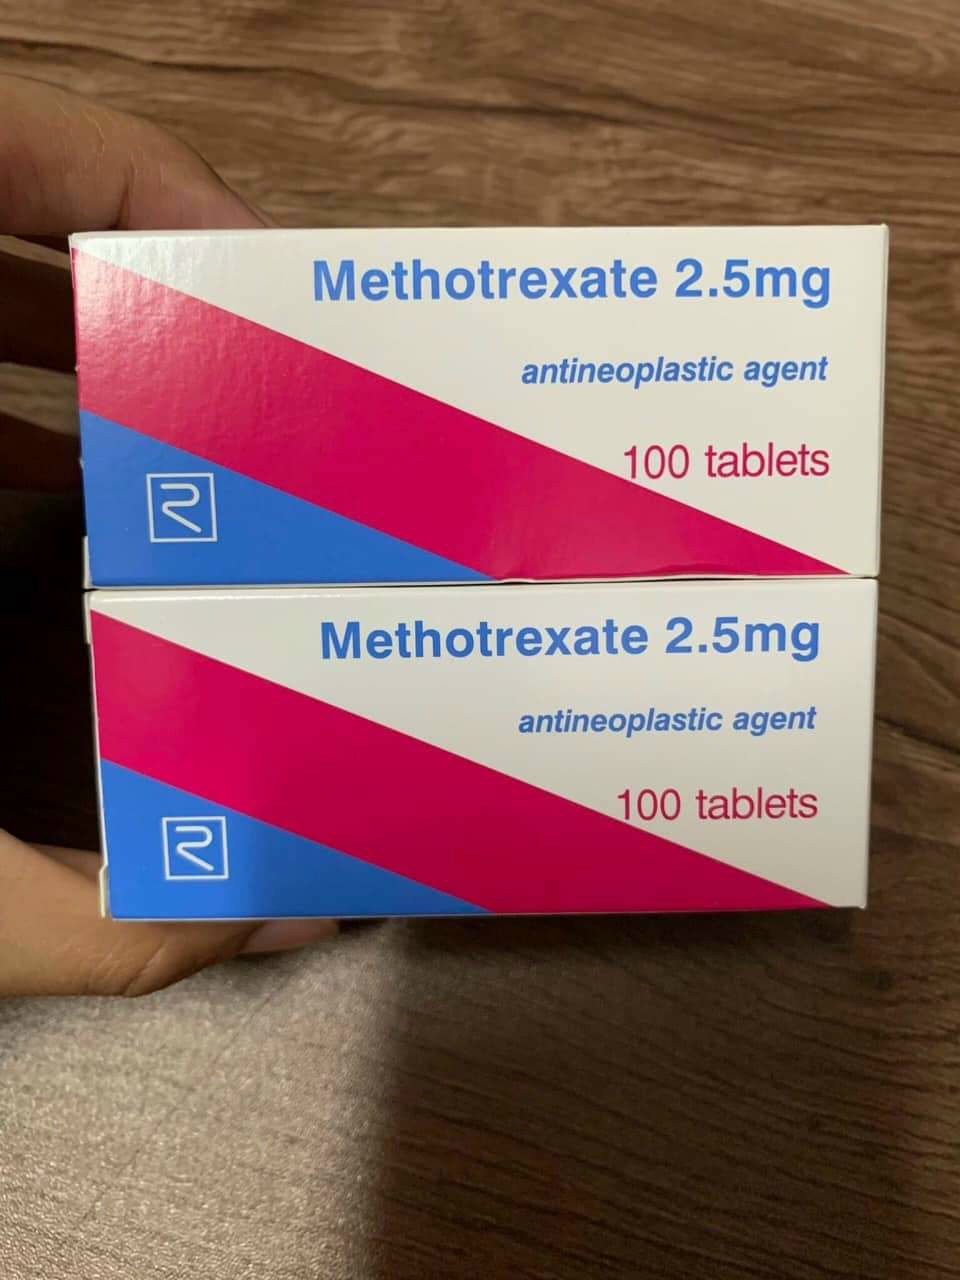 Methotrexate 2.5mg
antineoplastic agent
100 tablets
Methotrexate 2.5mg
antineoplastic agent
100 tablets